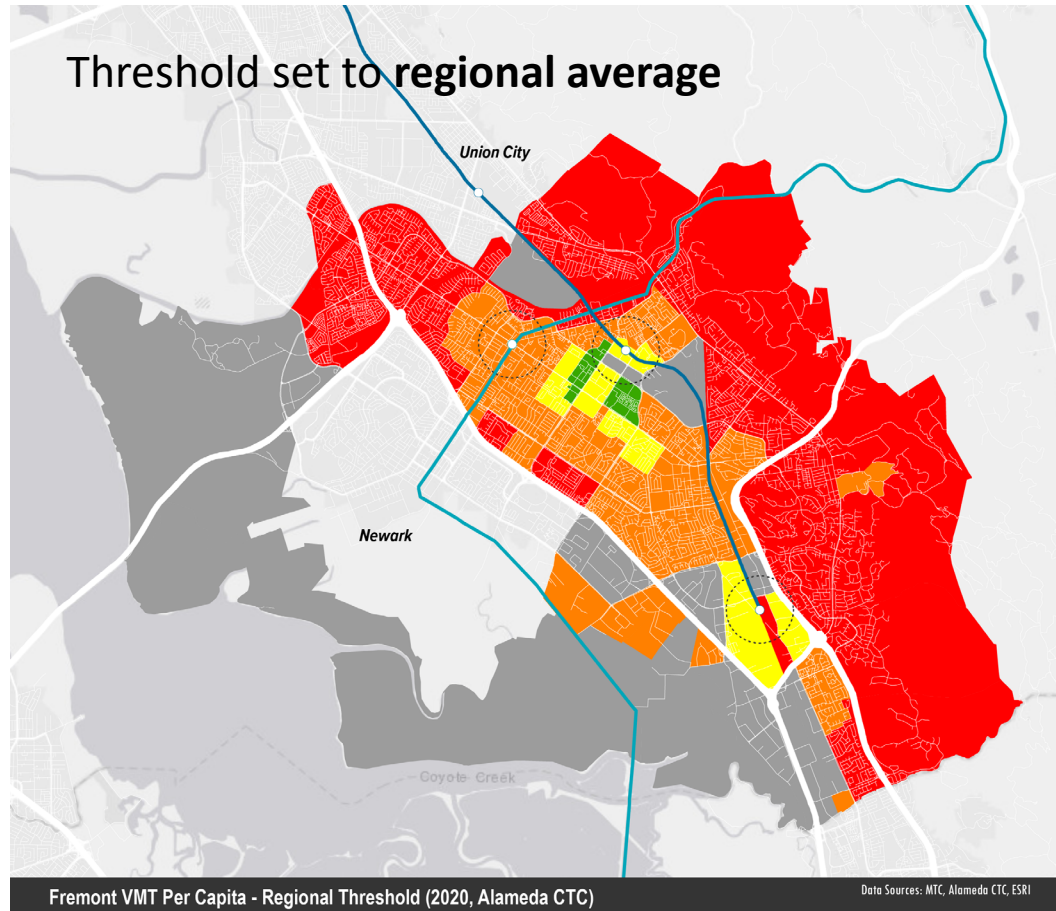 Threshold set to regional average
Union City
Newark
Coyote Creek
Fremont VMT Per Capita - Regional Threshold (2020, Alameda CTC)
Data Sources: MTC, Alameda CTC, ESRI